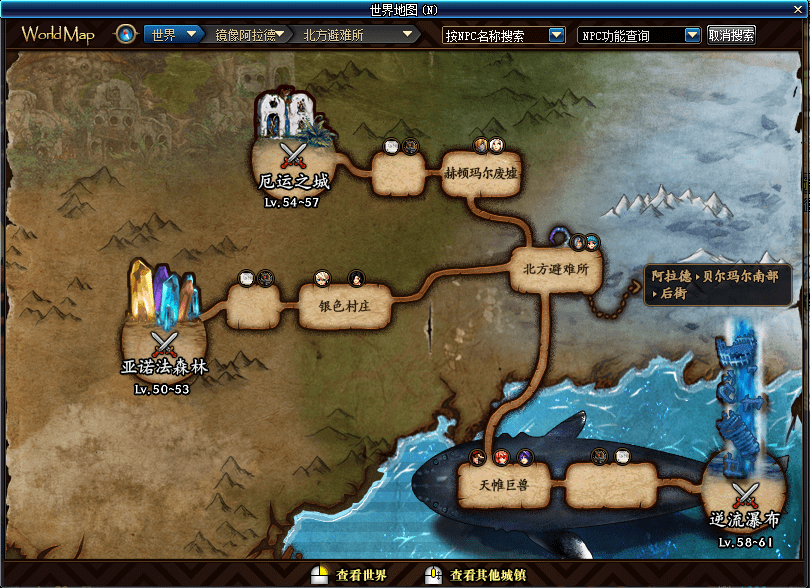 世界地图 (N)
WorldMap
世界
镜像阿拉德
北方避难所
按NPC名称搜索
NPC功能查询
取消搜索
厄运之城
Lv.54~57
赫顿玛尔废墟
北方避难所
阿拉德▸贝尔玛尔南部
▸后街
银色村庄
亚诺法森林
Lv.50~53
天帷巨兽
逆流瀑布
Lv.58~61
查看世界
查看其他城镇